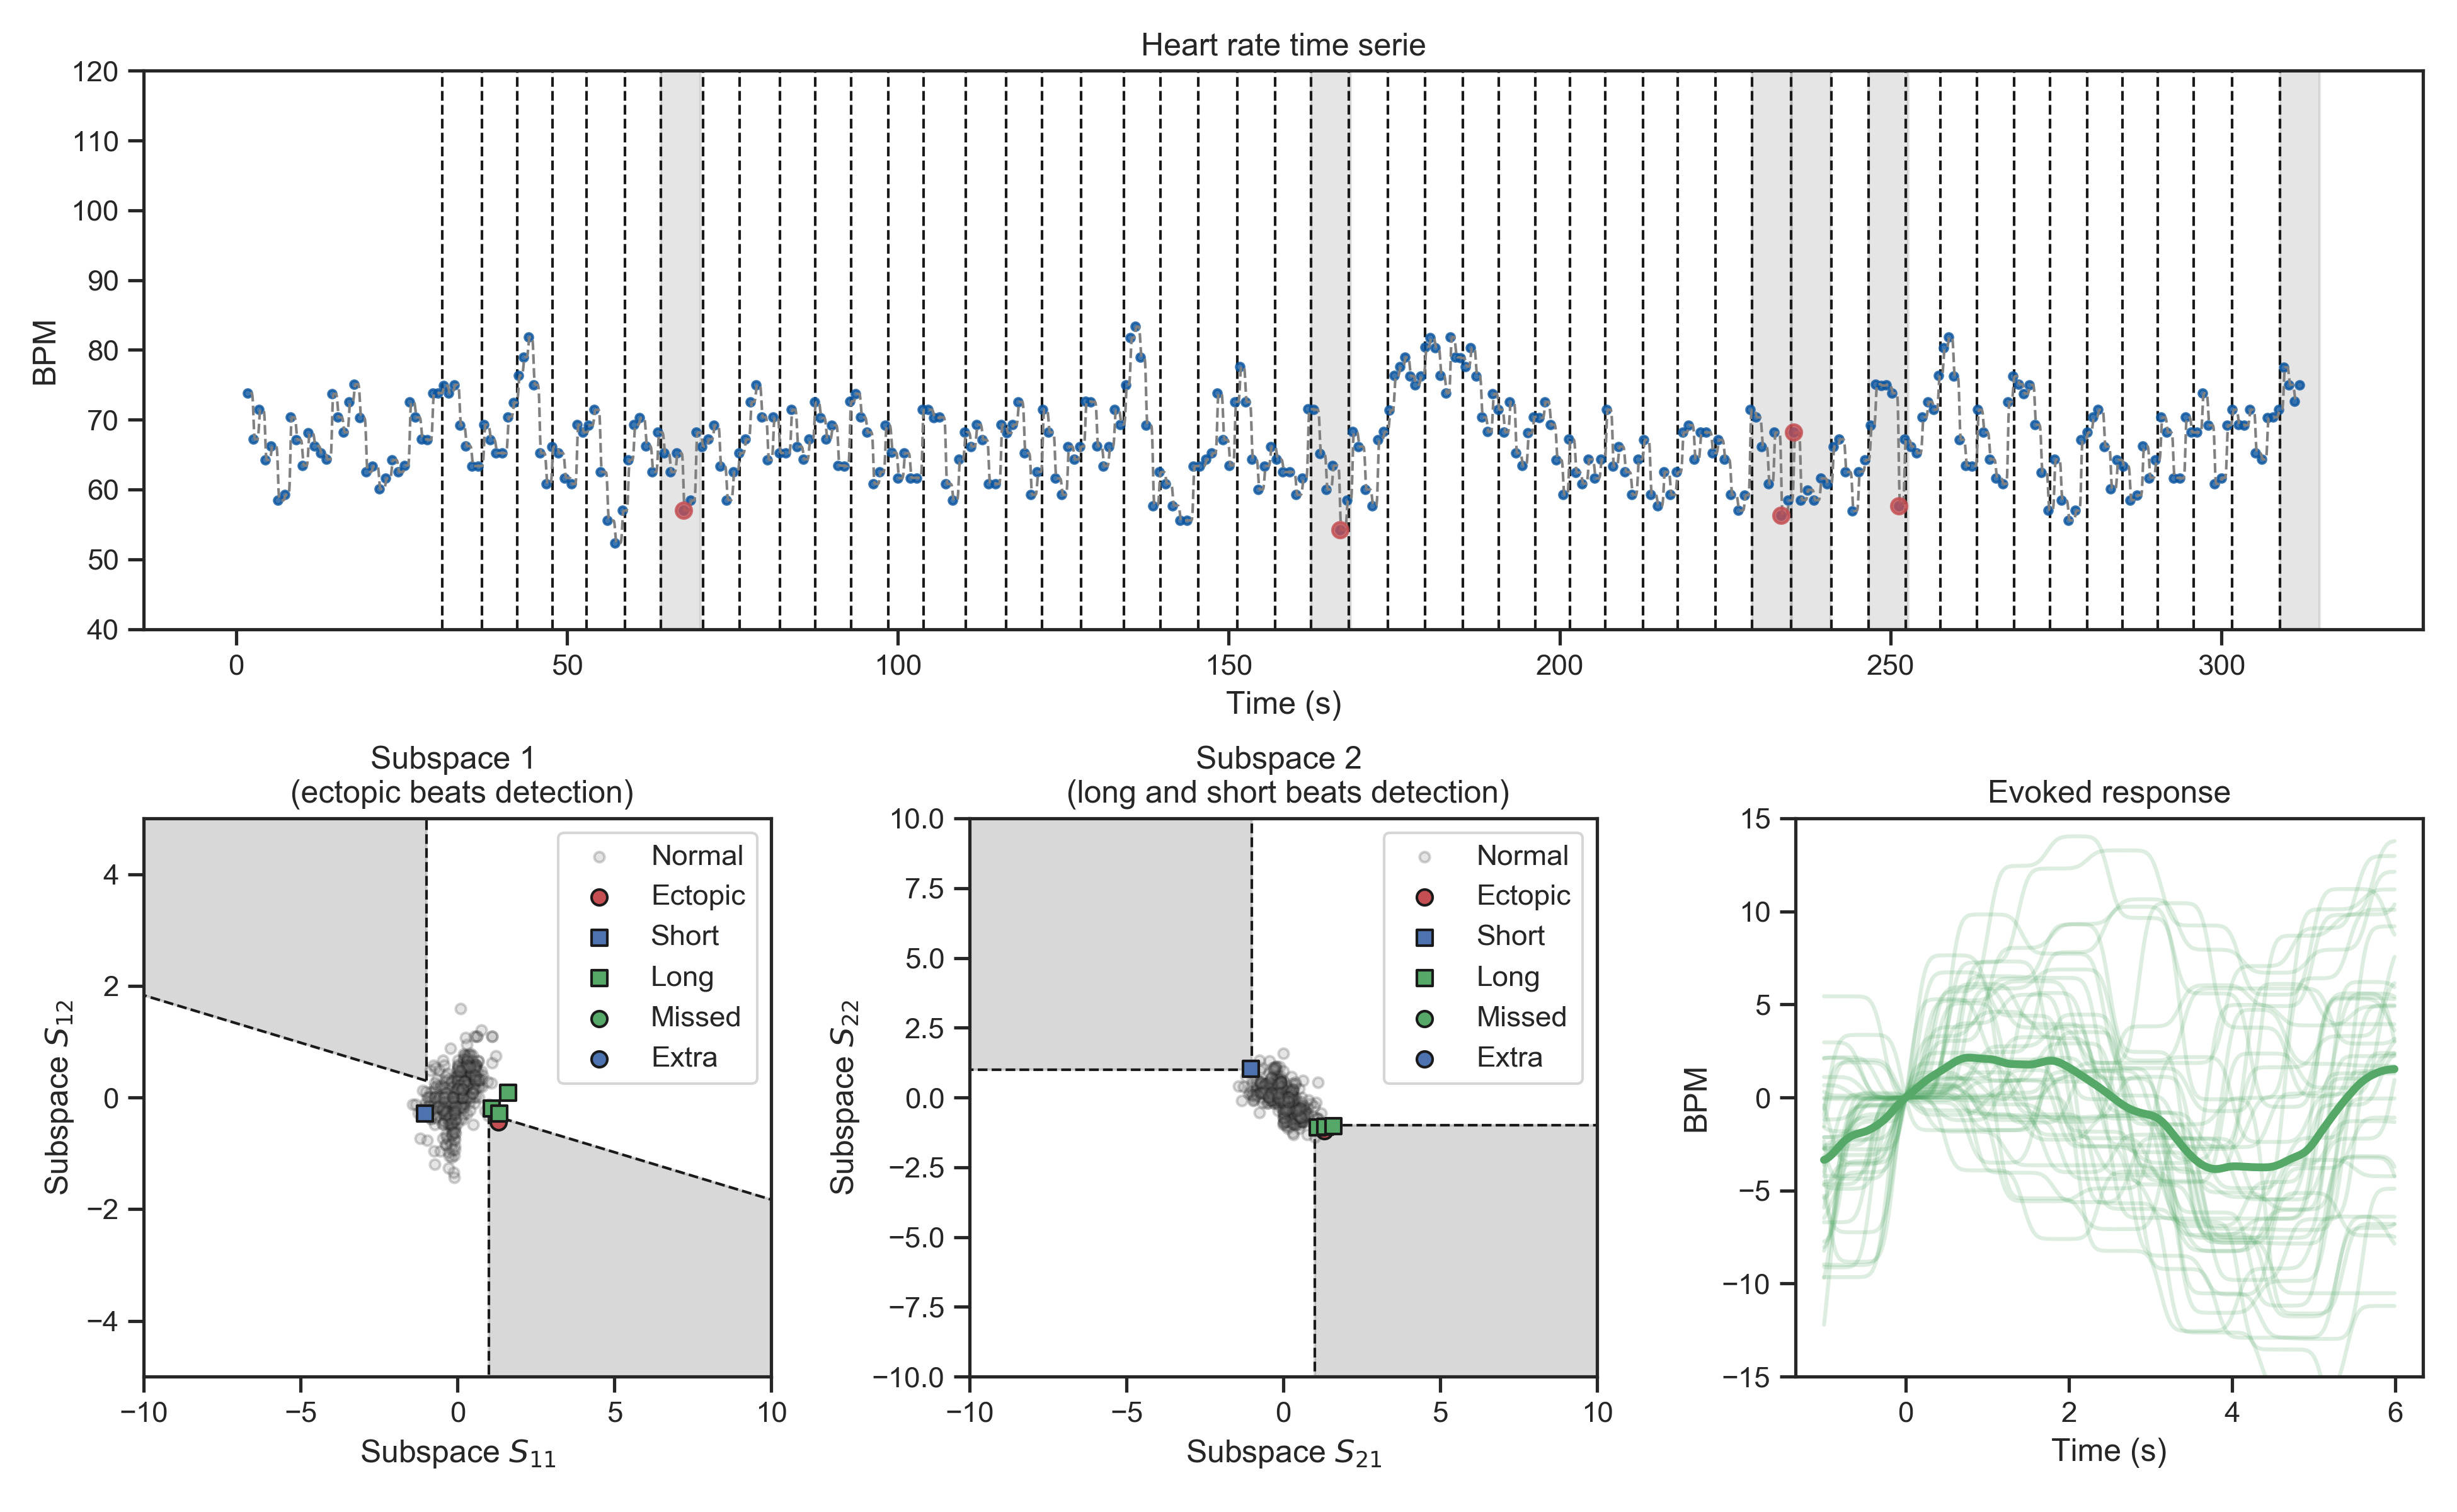 Heart rate time serie
120
110
100
90
80
70
60
50
40
BPM
0 50 100 150 200 250 300
Time (s)
Subspace 1
(ectopic beats detection)
4
2
0
−2
−4
Subspace S12
Normal
Ectopic
Short
Long
Missed
Extra
−10 −5 0 5 10
Subspace S11
Subspace 2
(long and short beats detection)
10.0
7.5
5.0
2.5
0.0
−2.5
−5.0
−7.5
−10.0
Subspace S22
Normal
Ectopic
Short
Long
Missed
Extra
−10 −5 0 5 10
Subspace S21
Evoked response
15
10
5
0
−5
−10
−15
BPM
0 2 4 6
Time (s)